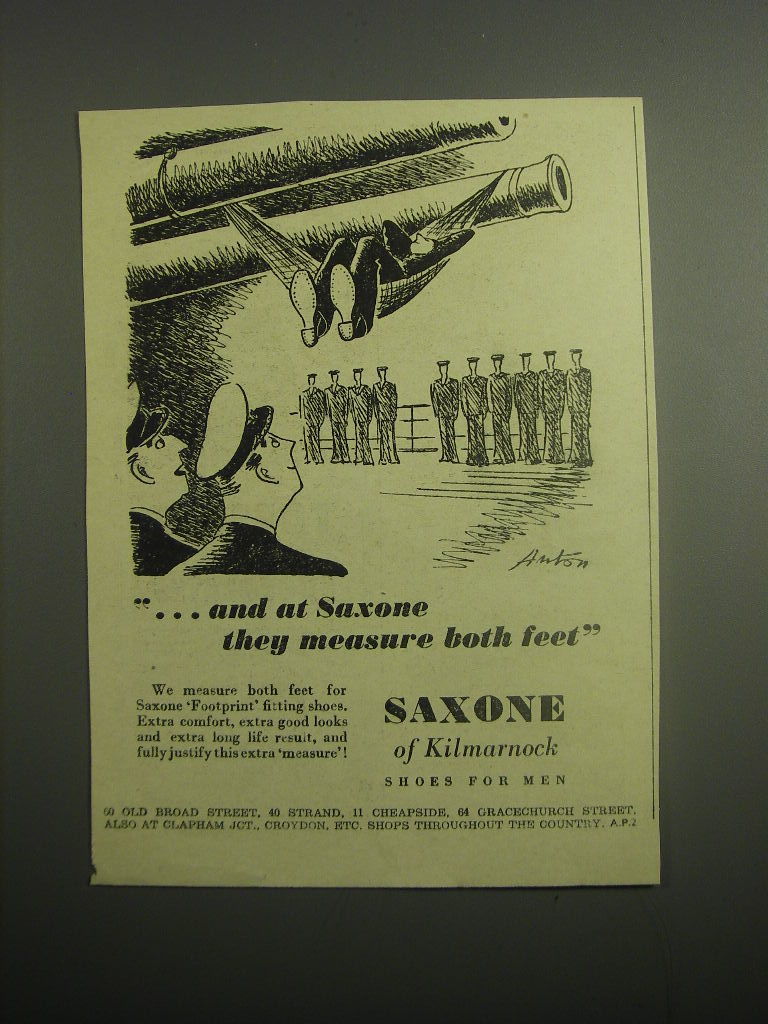 Anton
“... and at Saxone
they measure both feet”
We measure both feet for
Saxone ‘Footprint’ fitting shoes.
Extra comfort, extra good looks
and extra long life result, and
fully justify this extra ‘measure’!
SAXONE
of Kilmarnock
SHOES FOR MEN
60 OLD BROAD STREET, 40 STRAND, 11 CHEAPSIDE, 64 GRACECHURCH STREET.
ALSO AT CLAPHAM JCT., CROYDON, ETC. SHOPS THROUGHOUT THE COUNTRY. A.P.2